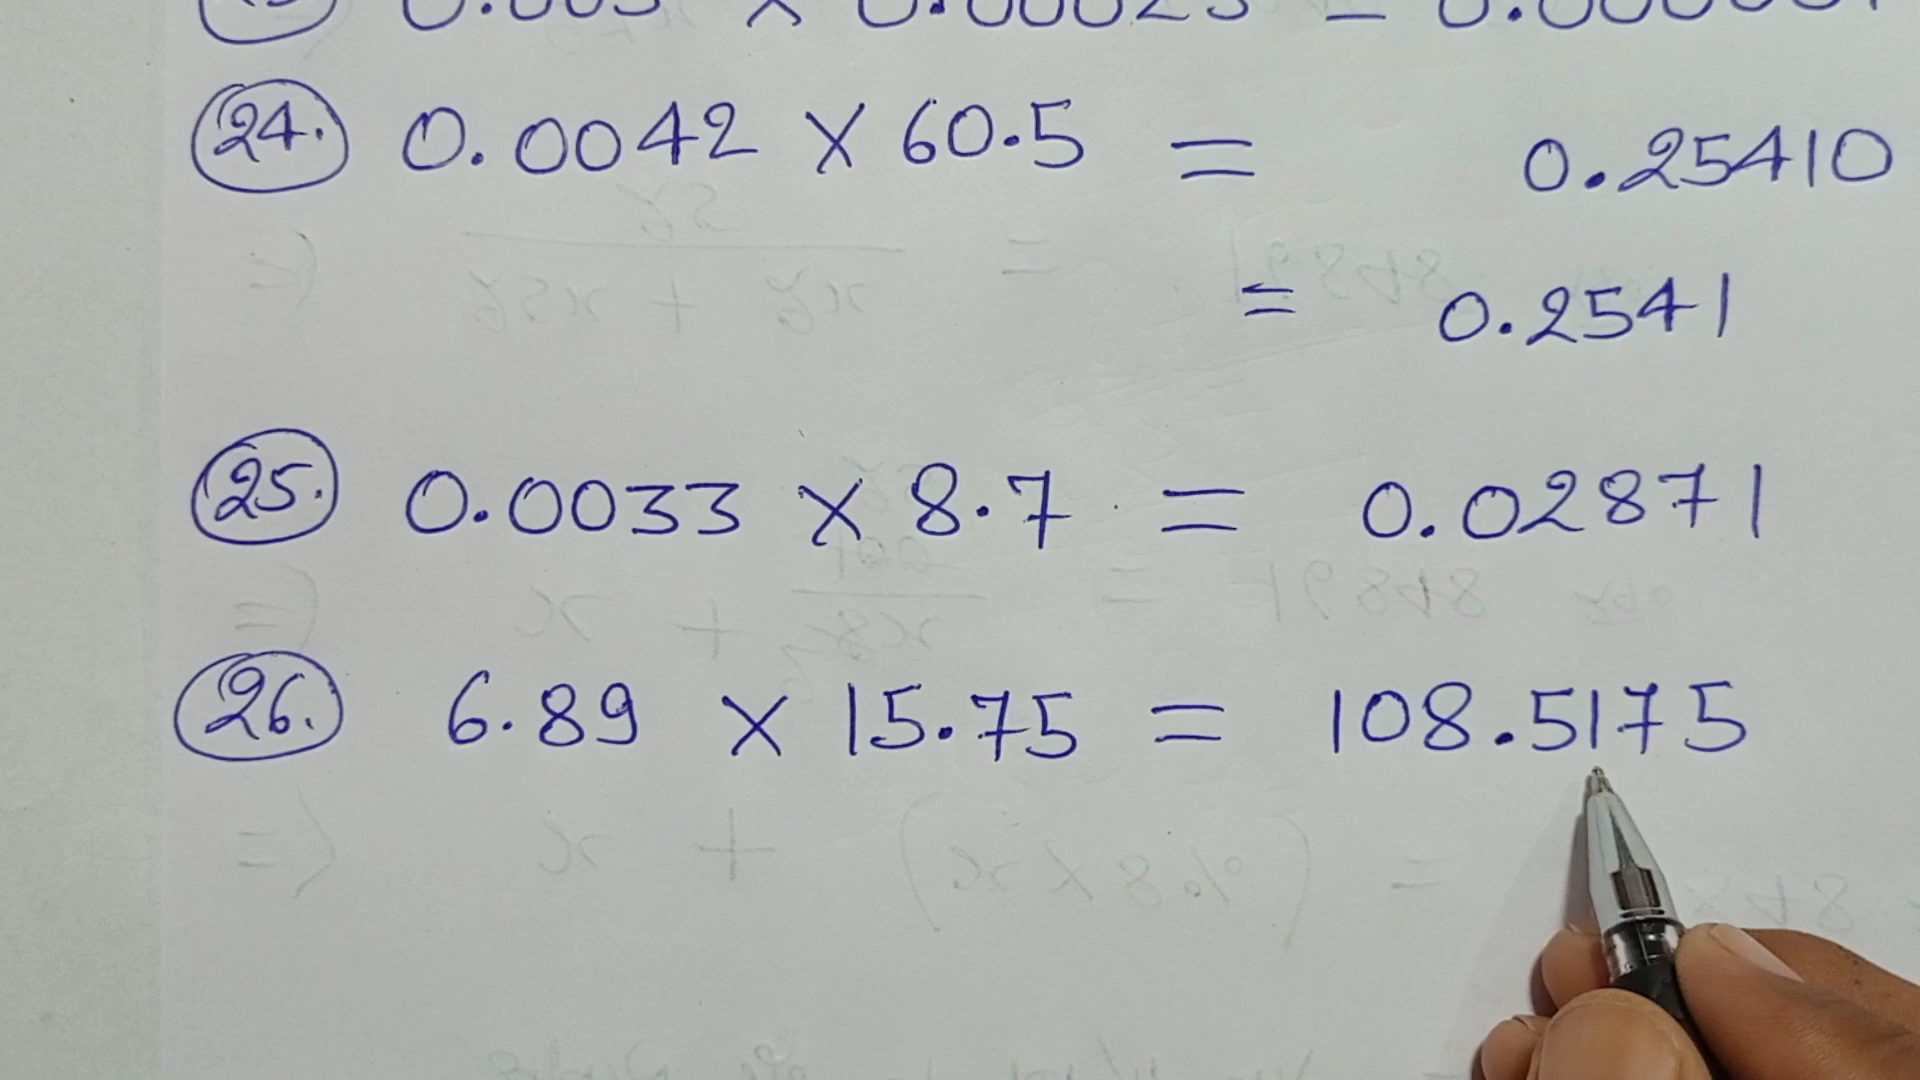 24. 0.0042 × 60.5 = 0.25410
= 0.2541
25. 0.0033 × 8.7 = 0.02871
26. 6.89 × 15.75 = 108.5175